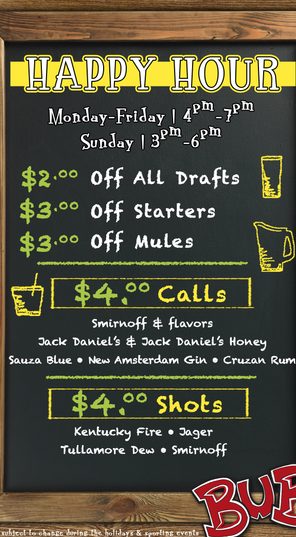 HAPPY HOUR
Monday-Friday | 4pm-7pm
Sunday | 3pm-6pm
$2.00 Off All Drafts
$3.00 Off Starters
$3.00 Off Mules
$4.00 Calls
Smirnoff & flavors
Jack Daniel's & Jack Daniel's Honey
Sauza Blue • New Amsterdam Gin • Cruzan Rum
$4.00 Shots
Kentucky Fire • Jager
Tullamore Dew • Smirnoff
BUB
subject to change during the holidays & sporting events